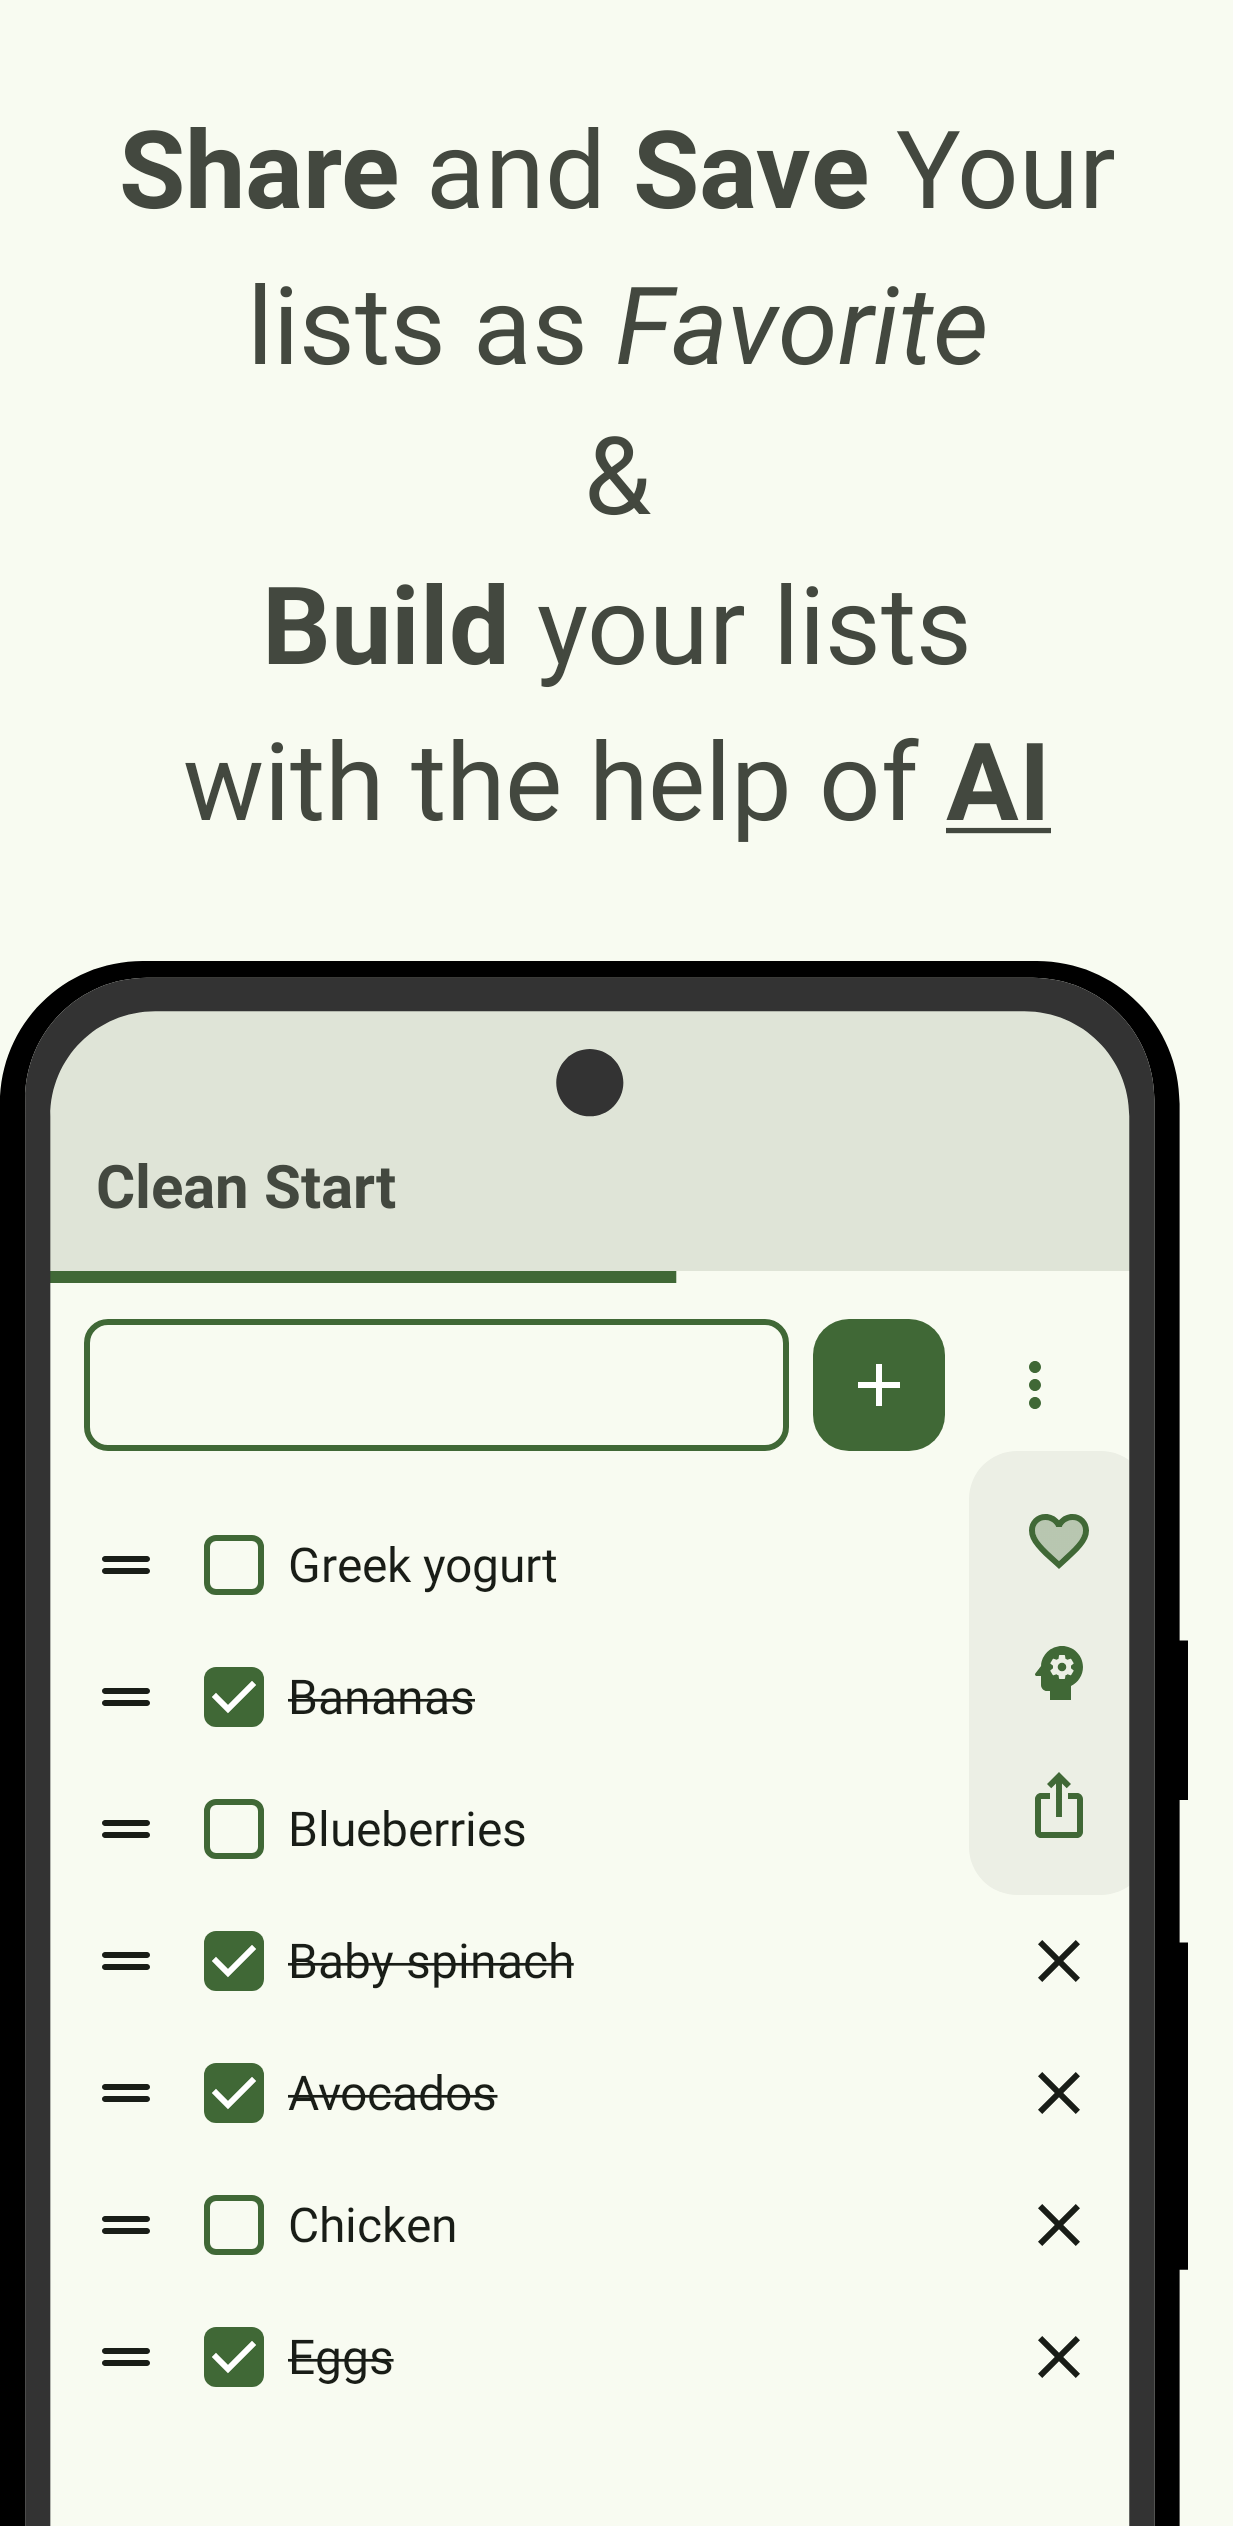 Share and Save Your
lists as Favorite
&
Build your lists
with the help of AI
Clean Start
Greek yogurt
Bananas
Blueberries
Baby spinach
Avocados
Chicken
Eggs